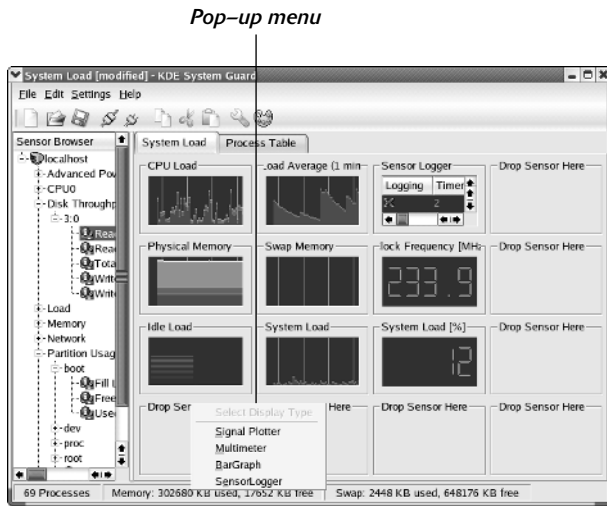 Pop-up menu
System Load [modified] - KDE System Guard
File Edit Settings Help
Sensor Browser
localhost
Advanced Pov
CPU0
Disk Throughp
3:0
Rea
Rea
Tota
Writ
Writ
Load
Memory
Network
Partition Usag
boot
Fill L
Free
Use
dev
proc
root
System Load Process Table
CPU Load
oad Average (1 min
Sensor Logger
Logging Timer
2
Drop Sensor Here
Physical Memory
Swap Memory
lock Frequency [MHz
233.9
Drop Sensor Here
Idle Load
System Load
System Load [%]
12
Drop Sensor Here
Drop Ser
Here
Drop Sensor Here
Drop Sensor Here
Select Display Type
Signal Plotter
Multimeter
BarGraph
SensorLogger
69 Processes Memory: 302680 KB used, 17652 KB free Swap: 2448 KB used, 648176 KB free